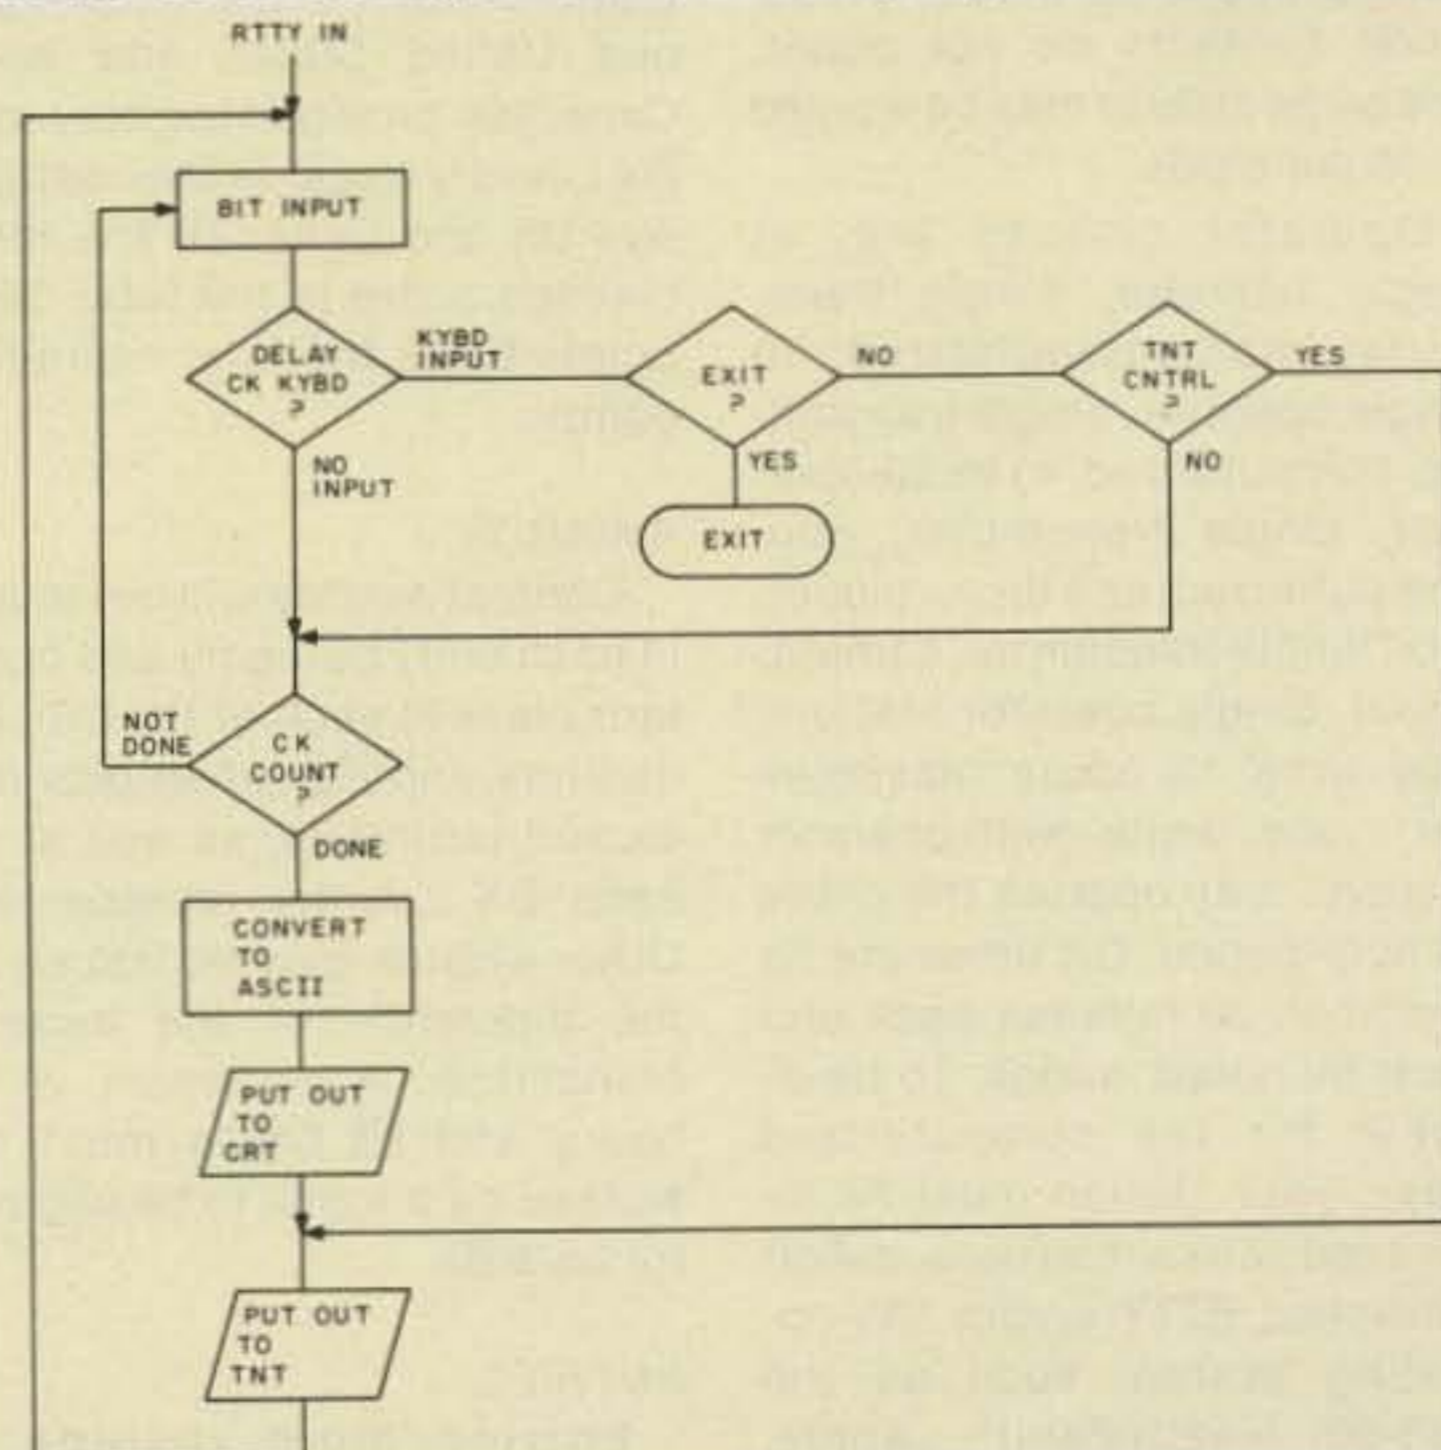 RTTY IN
BIT INPUT
DELAY
CK KYBD
?
KYBD
INPUT
EXIT
?
NO
TNT
CNTRL
?
YES
NO
INPUT
YES
NO
EXIT
NOT
DONE
CK
COUNT
?
DONE
CONVERT
TO
ASCII
PUT OUT
TO
CRT
PUT OUT
TO
TNT